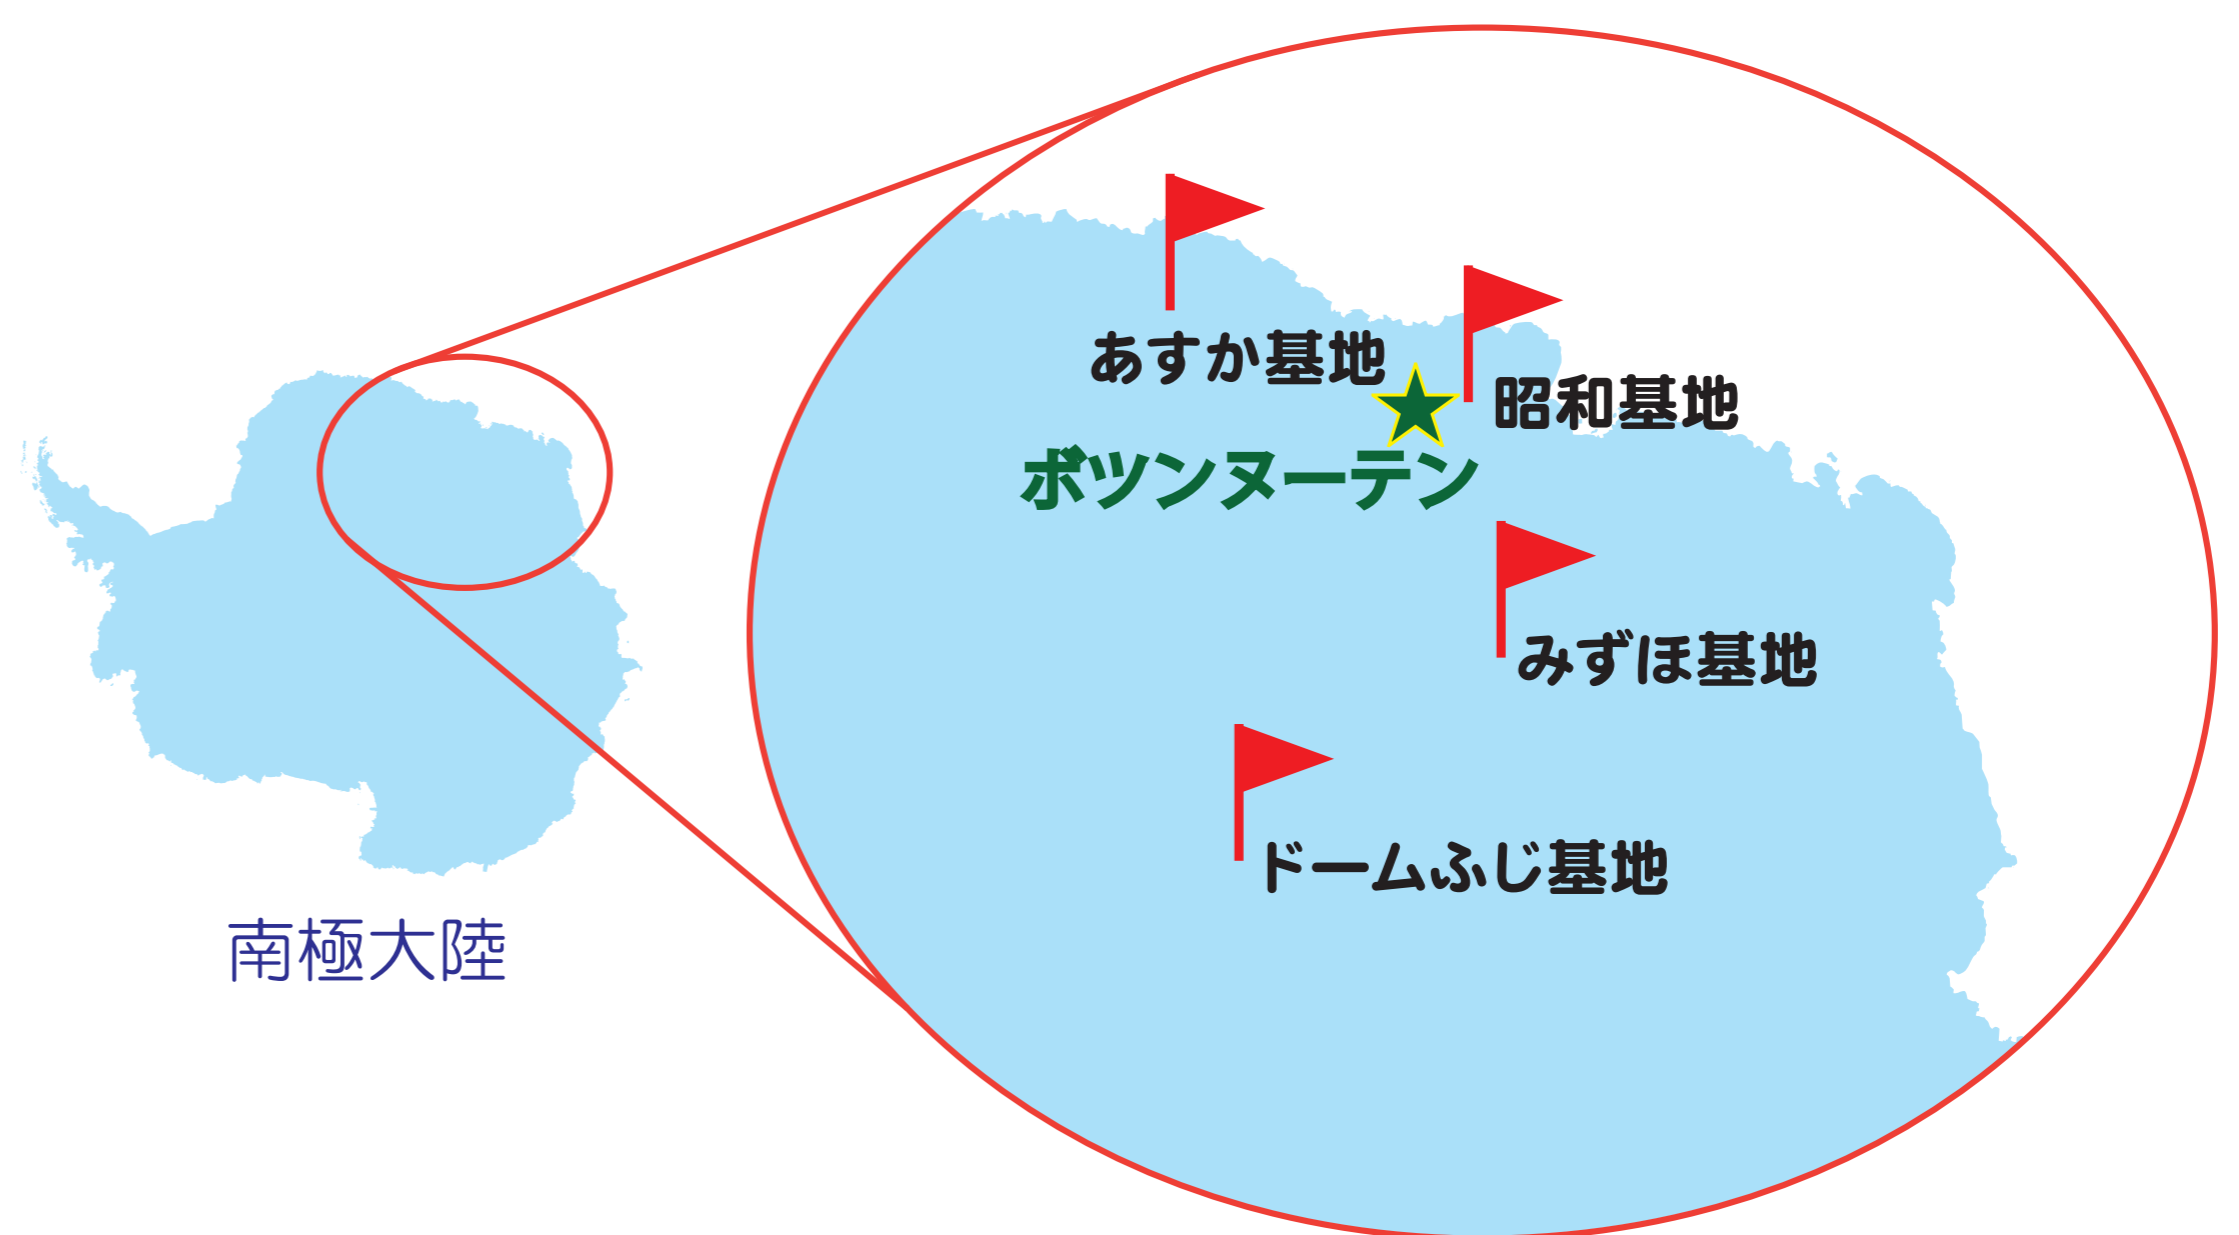 あすか基地
昭和基地
ボツンヌーテン
みずほ基地
ドームふじ基地
南極大陸